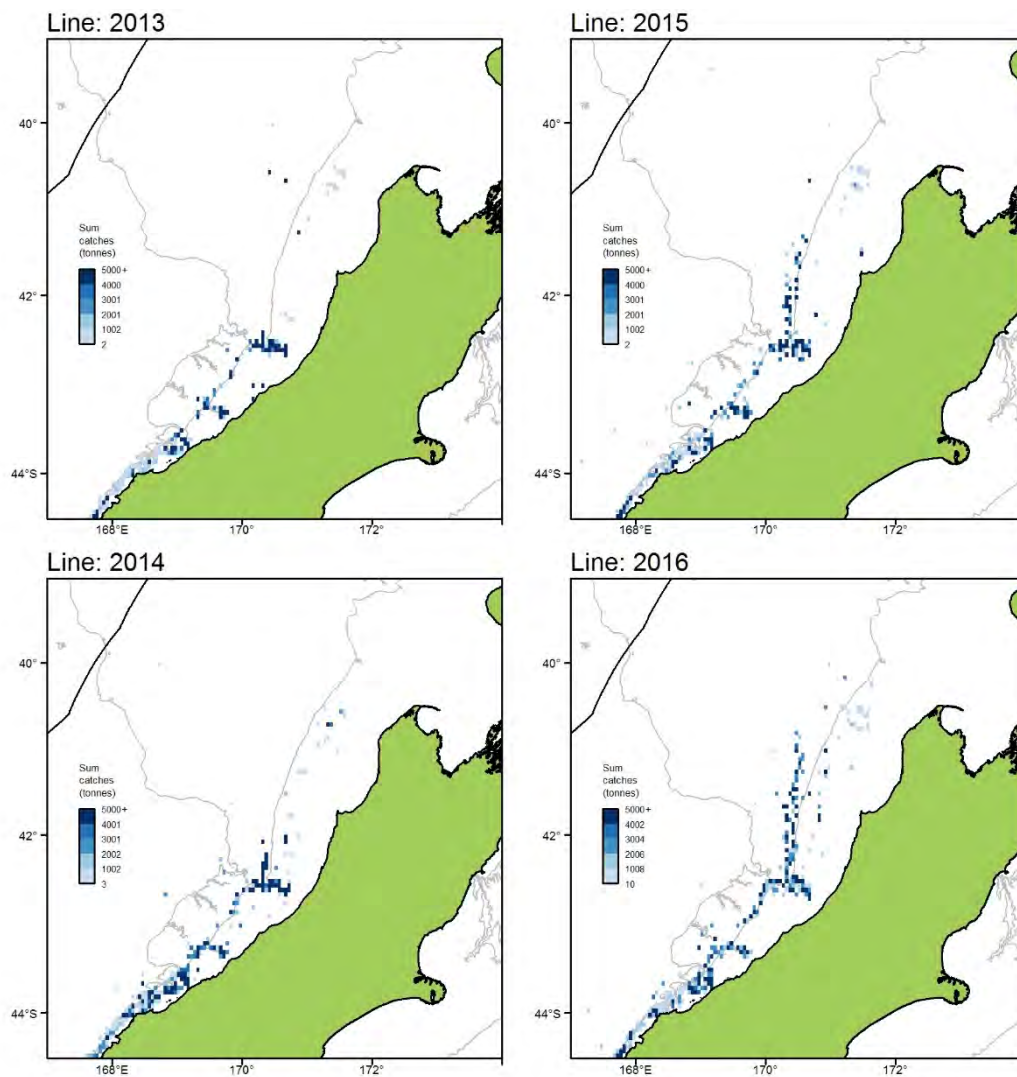 Line: 2013
40°
42°
44°S
168°E
170°
172°
Sum
catches
(tonnes)
5000+
4000
3001
2001
1002
2
Line: 2015
40°
42°
44°S
168°E
170°
172°
Sum
catches
(tonnes)
5000+
4000
3001
2001
1002
2
Line: 2014
40°
42°
44°S
168°E
170°
172°
Sum
catches
(tonnes)
5000+
4001
3001
2002
1002
3
Line: 2016
40°
42°
44°S
168°E
170°
172°
Sum
catches
(tonnes)
5000+
4002
3004
2006
1008
10